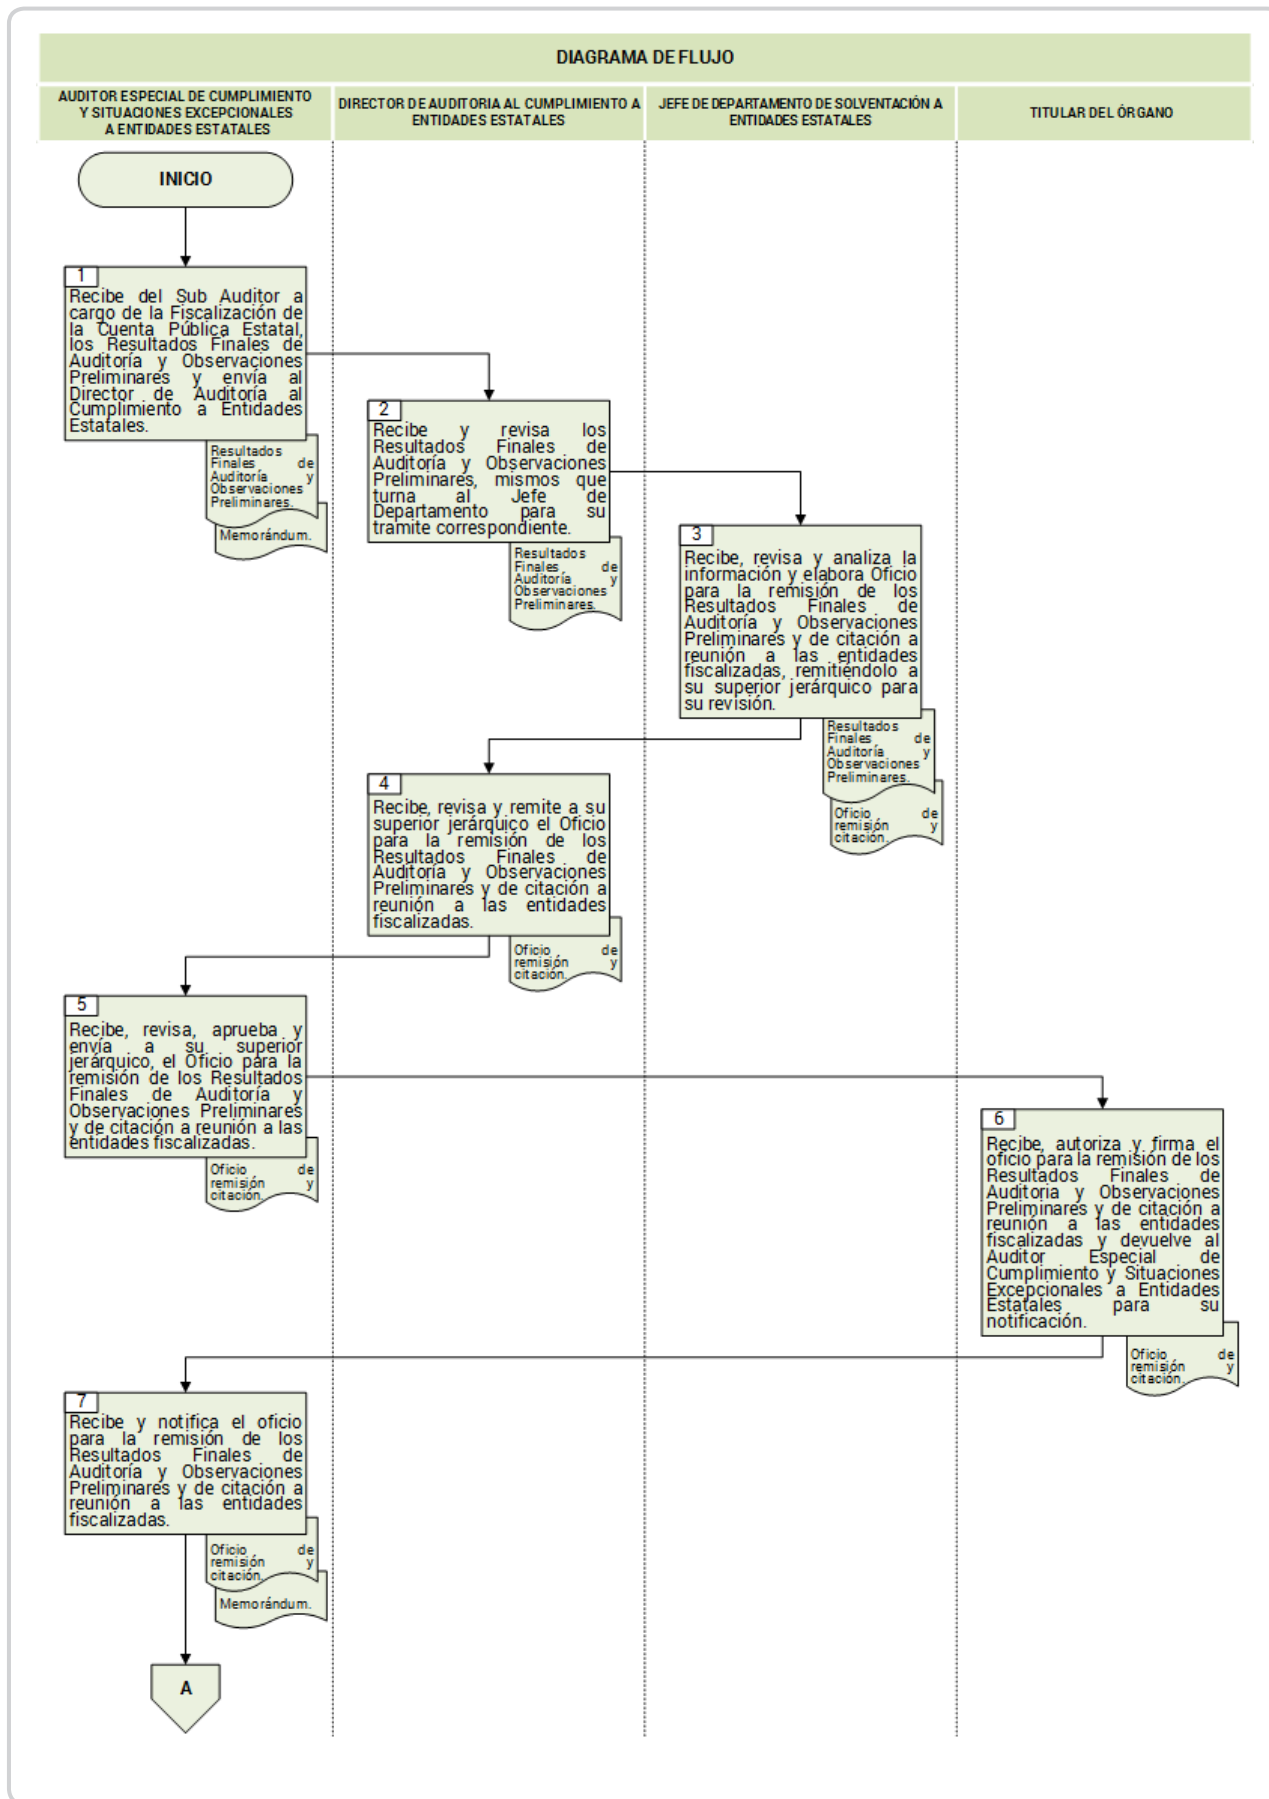 DIAGRAMA DE FLUJO
AUDITOR ESPECIAL DE CUMPLIMIENTO
Y SITUACIONES EXCEPCIONALES
A ENTIDADES ESTATALES
DIRECTOR DE AUDITORIA AL CUMPLIMIENTO A
ENTIDADES ESTATALES
JEFE DE DEPARTAMENTO DE SOLVENTACIÓN A
ENTIDADES ESTATALES
TITULAR DEL ÓRGANO
INICIO
1
Recibe del Sub Auditor a
cargo de la Fiscalización de
la Cuenta Pública Estatal,
los Resultados Finales de
Auditoría y Observaciones
Preliminares y envía al
Director de Auditoría al
Cumplimiento a Entidades
Estatales.
Resultados
Finales de
Auditoría y
Observaciones
Preliminares.
Memorándum.
2
Recibe y revisa los
Resultados Finales de
Auditoría y Observaciones
Preliminares, mismos que
turna al Jefe de
Departamento para su
tramite correspondiente.
Resultados
Finales de
Auditoría y
Observaciones
Preliminares.
3
Recibe, revisa y analiza la
información y elabora Oficio
para la remisión de los
Resultados Finales de
Auditoría y Observaciones
Preliminares y de citación a
reunión a las entidades
fiscalizadas, remitiéndolo a
su superior jerárquico para
su revisión.
Resultados
Finales de
Auditoría y
Observaciones
Preliminares.
Oficio de
remisión y
citación.
4
Recibe, revisa y remite a su
superior jerárquico el Oficio
para la remisión de los
Resultados Finales de
Auditoría y Observaciones
Preliminares y de citación a
reunión a las entidades
fiscalizadas.
Oficio de
remisión y
citación.
5
Recibe, revisa, aprueba y
envía a su superior
jerárquico, el Oficio para la
remisión de los Resultados
Finales de Auditoría y
Observaciones Preliminares
y de citación a reunión a las
entidades fiscalizadas.
Oficio de
remisión y
citación.
6
Recibe, autoriza y firma el
oficio para la remisión de los
Resultados Finales de
Auditoria y Observaciones
Preliminares y de citación a
reunión a las entidades
fiscalizadas y devuelve al
Auditor Especial de
Cumplimiento y Situaciones
Excepcionales a Entidades
Estatales para su
notificación.
Oficio de
remisión y
citación.
7
Recibe y notifica el oficio
para la remisión de los
Resultados Finales de
Auditoría y Observaciones
Preliminares y de citación a
reunión a las entidades
fiscalizadas.
Oficio de
remisión y
citación.
Memorándum.
A